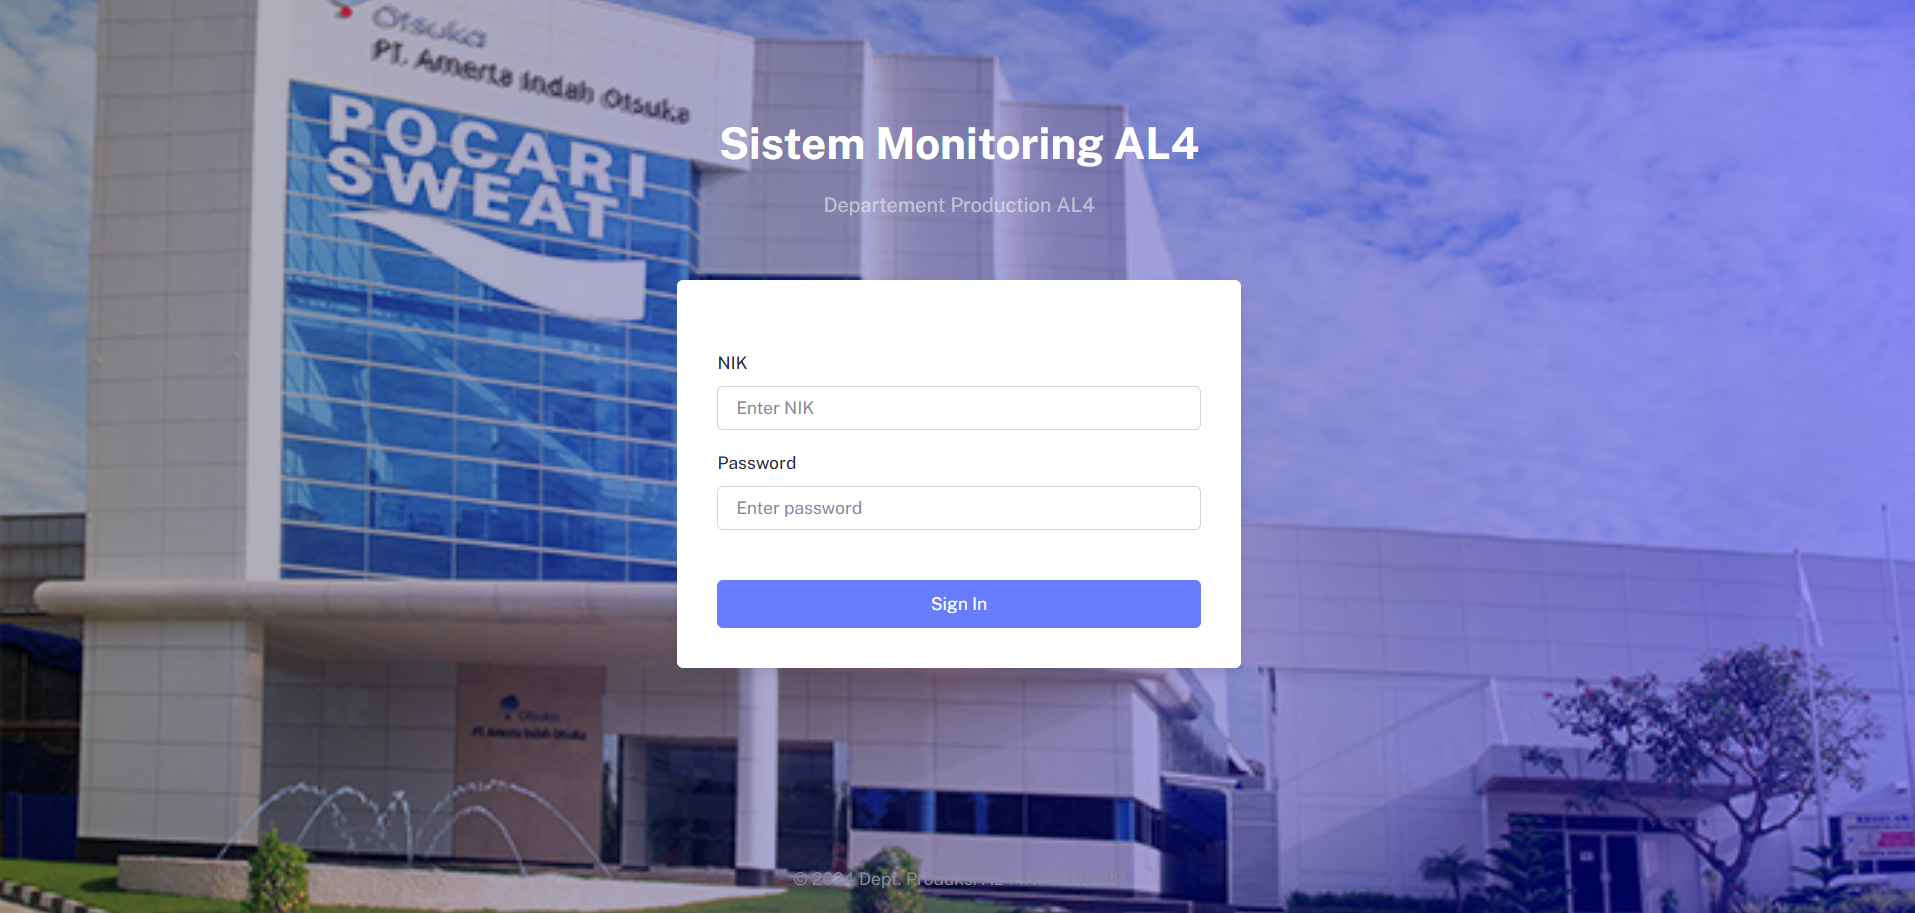 Otsuka
PT. Amerta Indah Otsuka
POCARI
SWEAT
Sistem Monitoring AL4
Departement Production AL4
NIK
Enter NIK
Password
Enter password
Sign In
Otsuka
PT. Amerta Indah Otsuka
© 2024 Dept. Produksi AL4